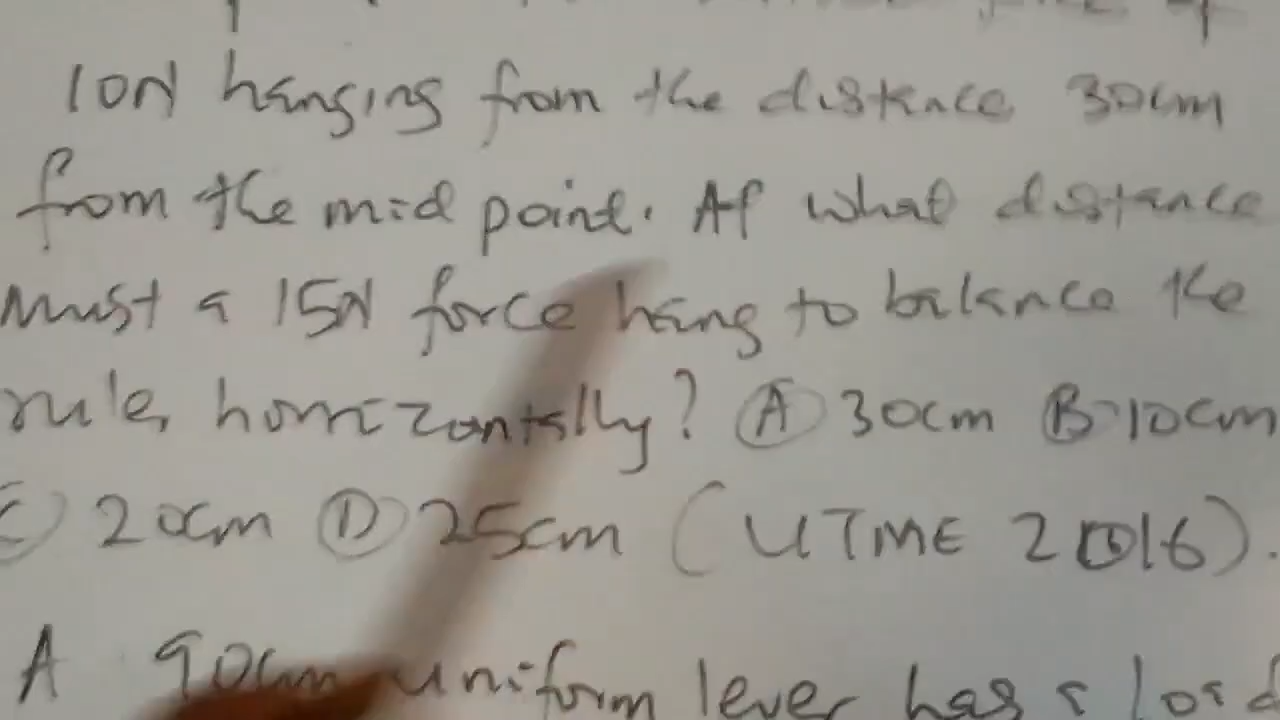 10N hanging from the distance 30cm
from the mid point. At what distance
must a 15N force hang to balance the
rule, horizontally? (A) 30cm (B) 10cm
(C) 20cm (D) 25cm (UTME 2016).
A 90cm uniform lever has a load